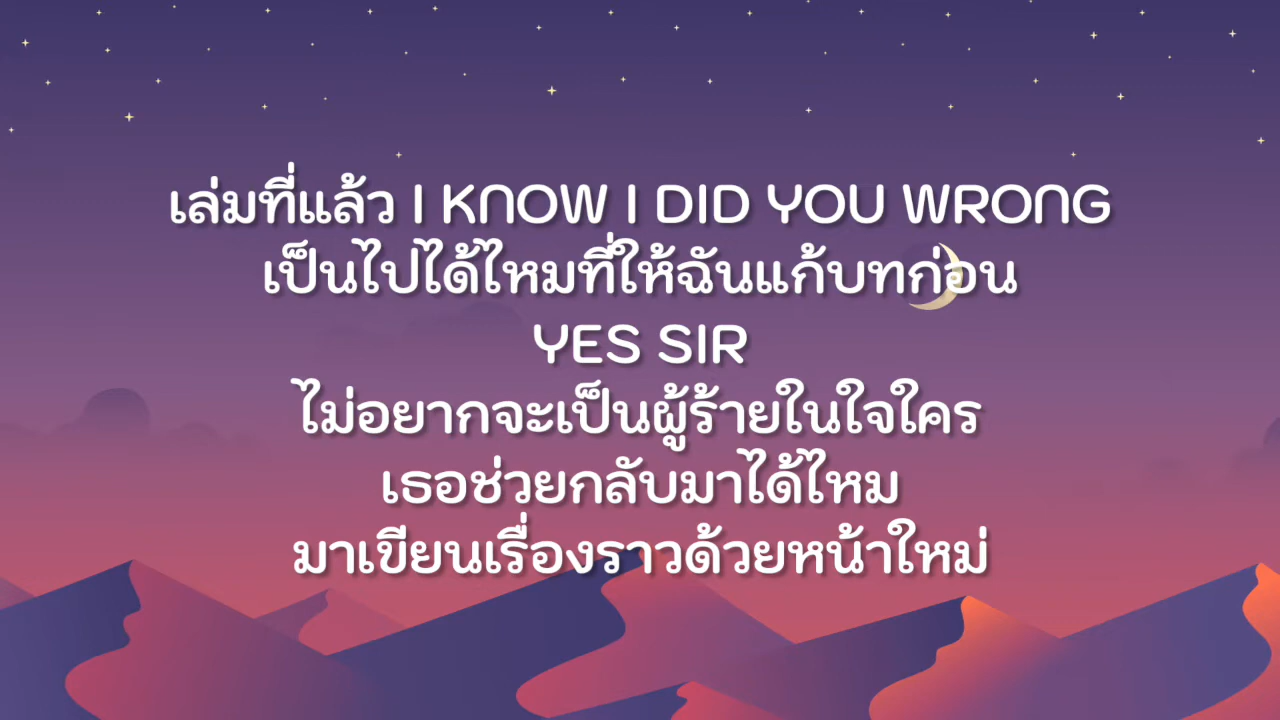 เล่มที่แล้ว I KNOW I DID YOU WRONG
เป็นไปได้ไหมที่ให้ฉันแก้บทก่อน
YES SIR
ไม่อยากจะเป็นผู้ร้ายในใจใคร
เธอช่วยกลับมาได้ไหม
มาเขียนเรื่องราวด้วยหน้าใหม่